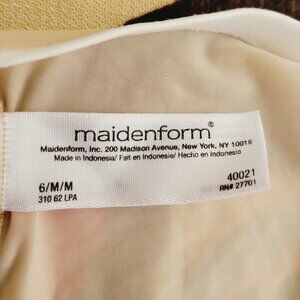 maidenform®
Maidenform, Inc. 200 Madison Avenue, New York, NY 10016
Made in Indonesia/ Fait en Indonesie/ Hecho en Indonesia
6/M/M
310 62 LPA
40021
RN# 27701